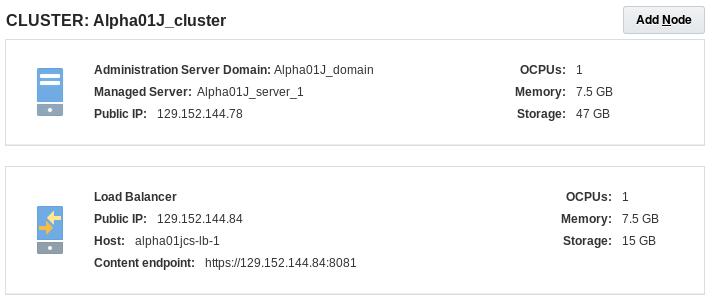 CLUSTER: Alpha01J_cluster
Add Node
Administration Server Domain: Alpha01J_domain OCPUs: 1
Managed Server: Alpha01J_server_1 Memory: 7.5 GB
Public IP: 129.152.144.78 Storage: 47 GB
Load Balancer OCPUs: 1
Public IP: 129.152.144.84 Memory: 7.5 GB
Host: alpha01jcs-lb-1 Storage: 15 GB
Content endpoint: https://129.152.144.84:8081